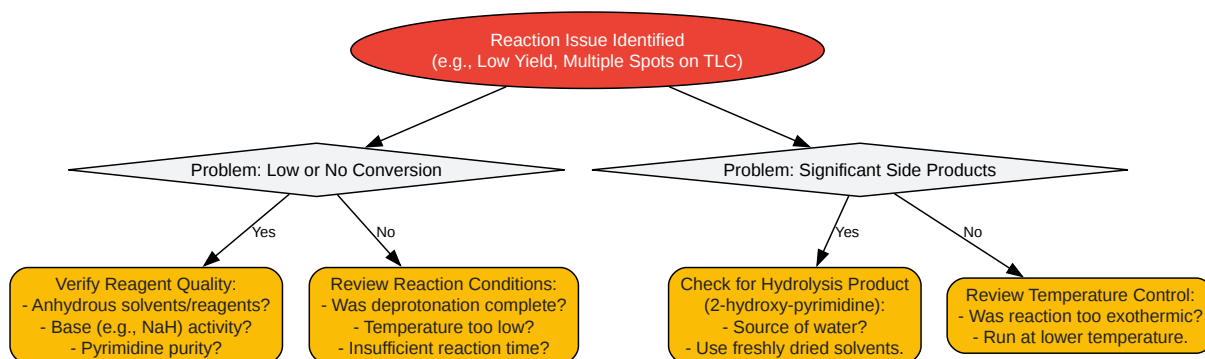 Reaction Issue Identified
(e.g., Low Yield, Multiple Spots on TLC)
Problem: Low or No Conversion
Problem: Significant Side Products
Yes
No
Yes
No
Verify Reagent Quality:
- Anhydrous solvents/reagents?
- Base (e.g., NaH) activity?
- Pyrimidine purity?
Review Reaction Conditions:
- Was deprotonation complete?
- Temperature too low?
- Insufficient reaction time?
Check for Hydrolysis Product
(2-hydroxy-pyrimidine):
- Source of water?
- Use freshly dried solvents.
Review Temperature Control:
- Was reaction too exothermic?
- Run at lower temperature.